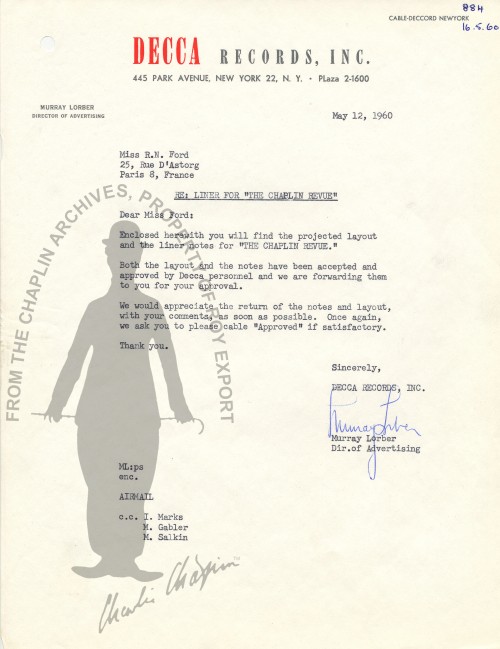 884
CABLE-DECCORD NEWYORK
16.5.60
DECCA RECORDS, INC.
445 PARK AVENUE, NEW YORK 22, N. Y. • PLaza 2-1600
MURRAY LORBER
DIRECTOR OF ADVERTISING
May 12, 1960
Miss R.N. Ford
25, Rue D'Astorg
Paris 8, France
RE: LINER FOR "THE CHAPLIN REVUE"
Dear Miss Ford:
Enclosed herewith you will find the projected layout
and the liner notes for "THE CHAPLIN REVUE."
Both the layout and the notes have been accepted and
approved by Decca personnel and we are forwarding them
to you for your approval.
We would appreciate the return of the notes and layout,
with your comments, as soon as possible. Once again,
we ask you to please cable "Approved" if satisfactory.
Thank you.
Sincerely,
DECCA RECORDS, INC.
Murray Lorber
Murray Lorber
Dir.of Advertising
ML:ps
enc.
AIRMAIL
c.c. I. Marks
M. Gabler
M. Salkin
FROM THE CHAPLIN ARCHIVES, PROPERTY OF ROY EXPORT
Charlie Chaplin™